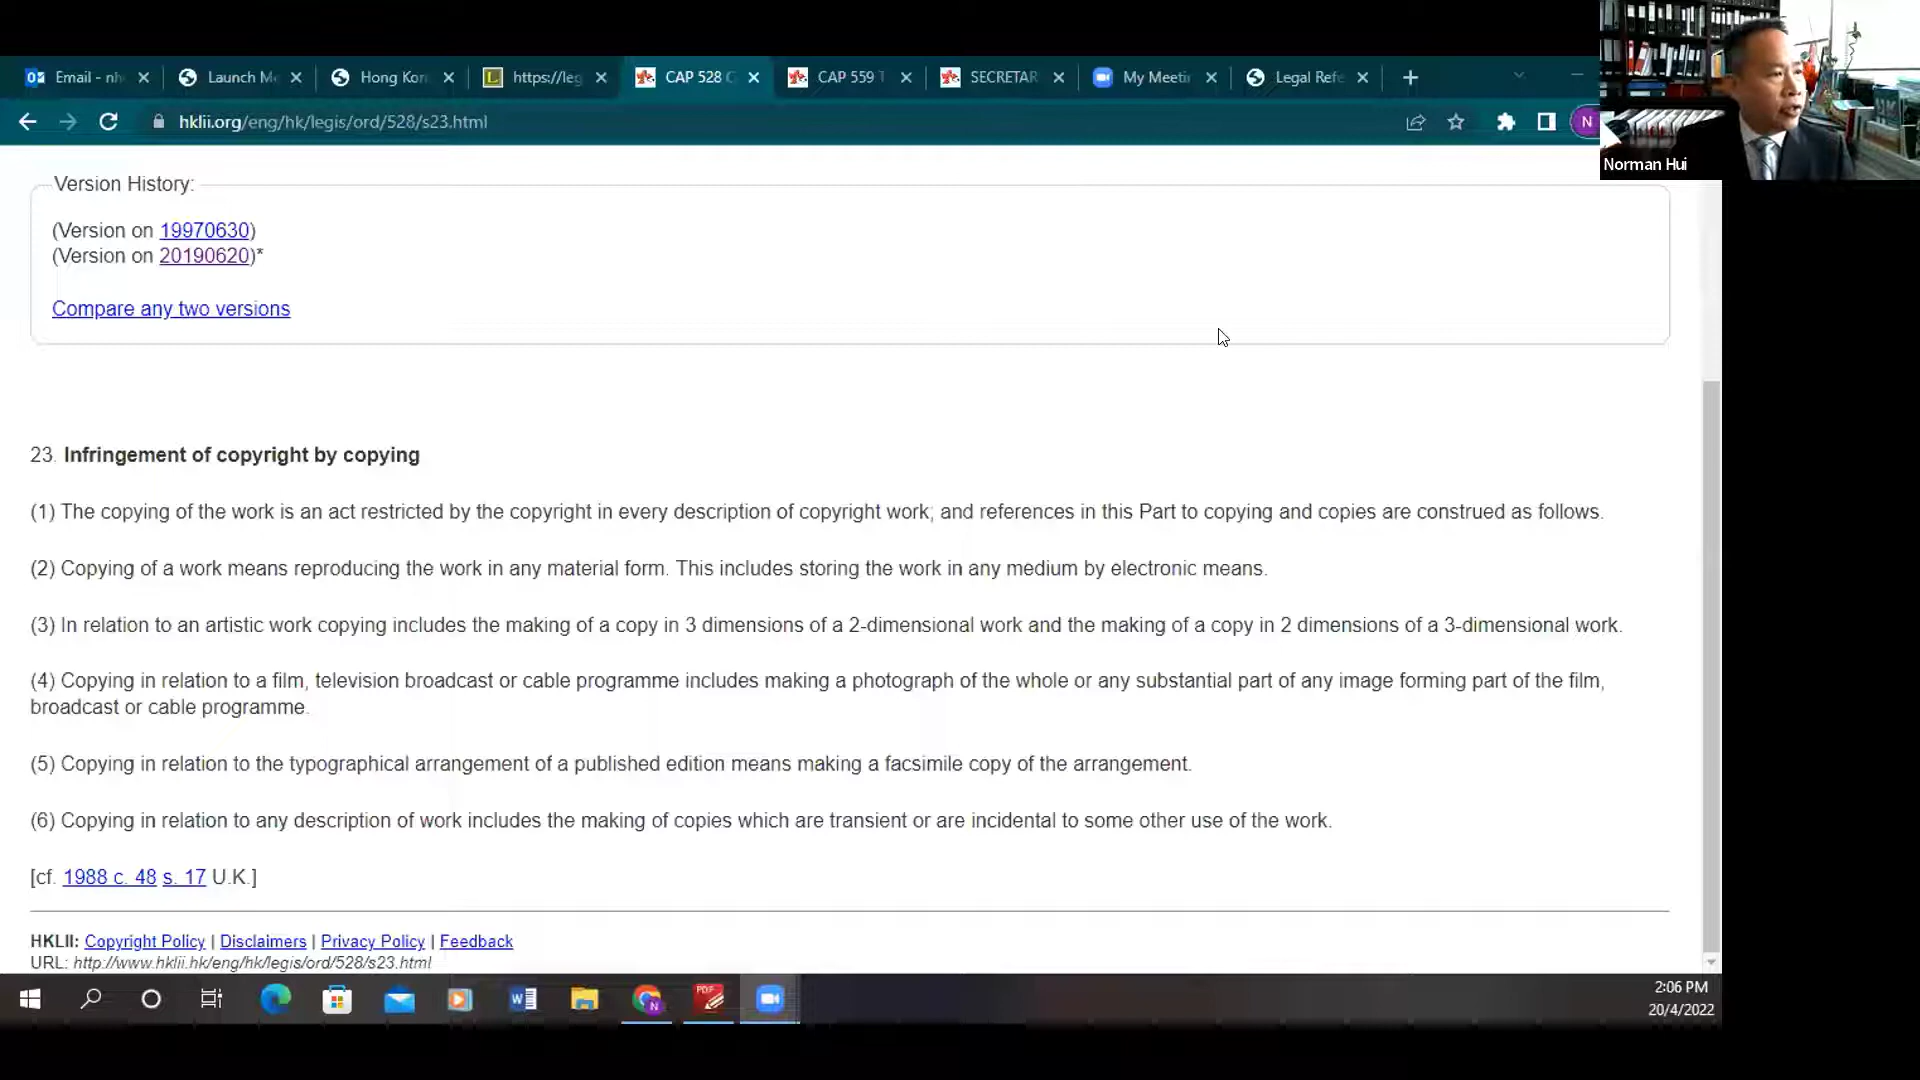 Email - nh
Launch Me
Hong Kon
https://leg
CAP 528 C
CAP 559 T
SECRETAR
My Meetin
Legal Refe
hklii.org/eng/hk/legis/ord/528/s23.html
N
Norman Hui
Version History:
(Version on 19970630)
(Version on 20190620)*
Compare any two versions
23. Infringement of copyright by copying
(1) The copying of the work is an act restricted by the copyright in every description of copyright work; and references in this Part to copying and copies are construed as follows.
(2) Copying of a work means reproducing the work in any material form. This includes storing the work in any medium by electronic means.
(3) In relation to an artistic work copying includes the making of a copy in 3 dimensions of a 2-dimensional work and the making of a copy in 2 dimensions of a 3-dimensional work.
(4) Copying in relation to a film, television broadcast or cable programme includes making a photograph of the whole or any substantial part of any image forming part of the film,
broadcast or cable programme.
(5) Copying in relation to the typographical arrangement of a published edition means making a facsimile copy of the arrangement.
(6) Copying in relation to any description of work includes the making of copies which are transient or are incidental to some other use of the work.
[cf. 1988 c. 48 s. 17 U.K.]
HKLII: Copyright Policy | Disclaimers | Privacy Policy | Feedback
URL: http://www.hklii.hk/eng/hk/legis/ord/528/s23.html
2:06 PM
20/4/2022